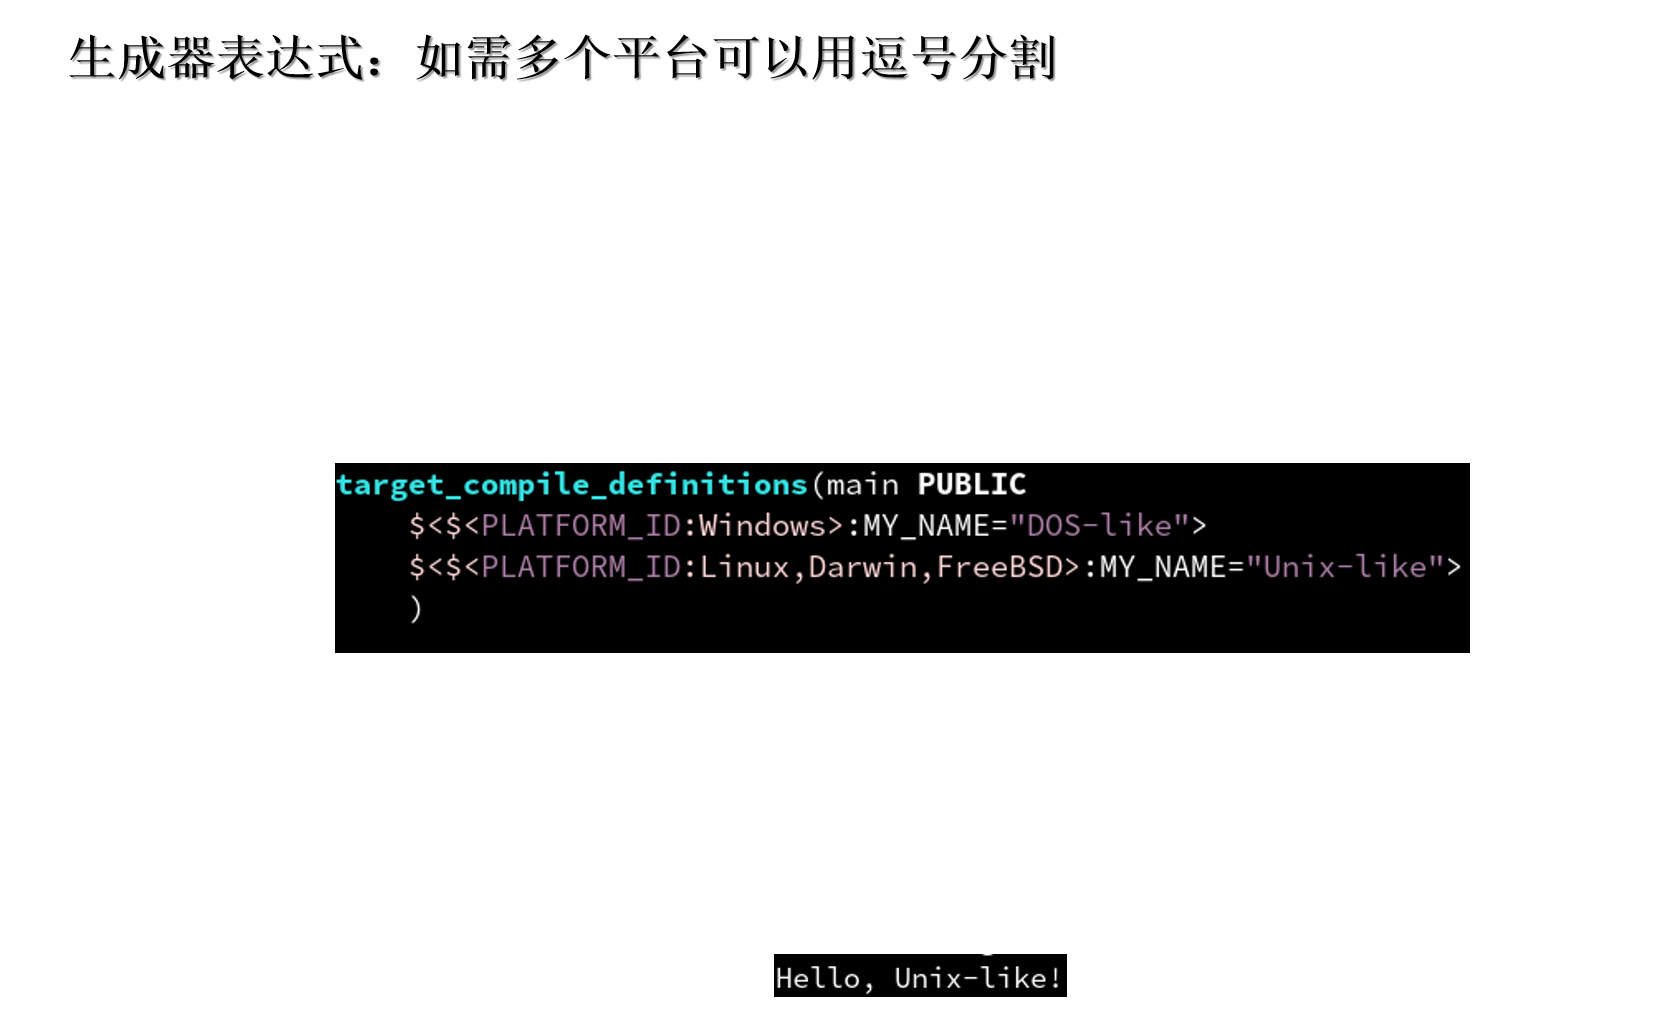 生成器表达式：如需多个平台可以用逗号分割
target_compile_definitions(main PUBLIC
    $<$<PLATFORM_ID:Windows>:MY_NAME="DOS-like">
    $<$<PLATFORM_ID:Linux,Darwin,FreeBSD>:MY_NAME="Unix-like">
    )
Hello, Unix-like!